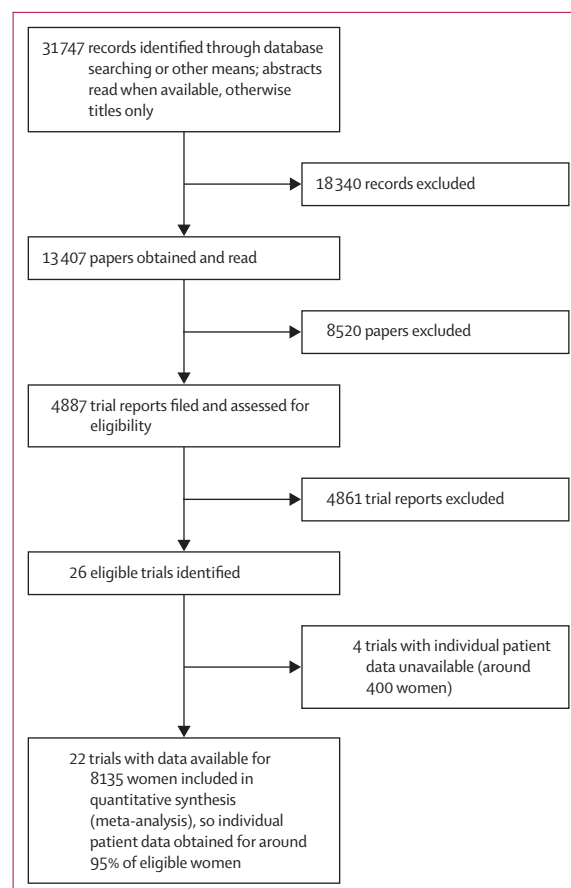 31747 records identified through database
searching or other means; abstracts
read when available, otherwise
titles only
18340 records excluded
13407 papers obtained and read
8520 papers excluded
4887 trial reports filed and assessed for
eligibility
4861 trial reports excluded
26 eligible trials identified
4 trials with individual patient
data unavailable (around
400 women)
22 trials with data available for
8135 women included in
quantitative synthesis
(meta-analysis), so individual
patient data obtained for around
95% of eligible women